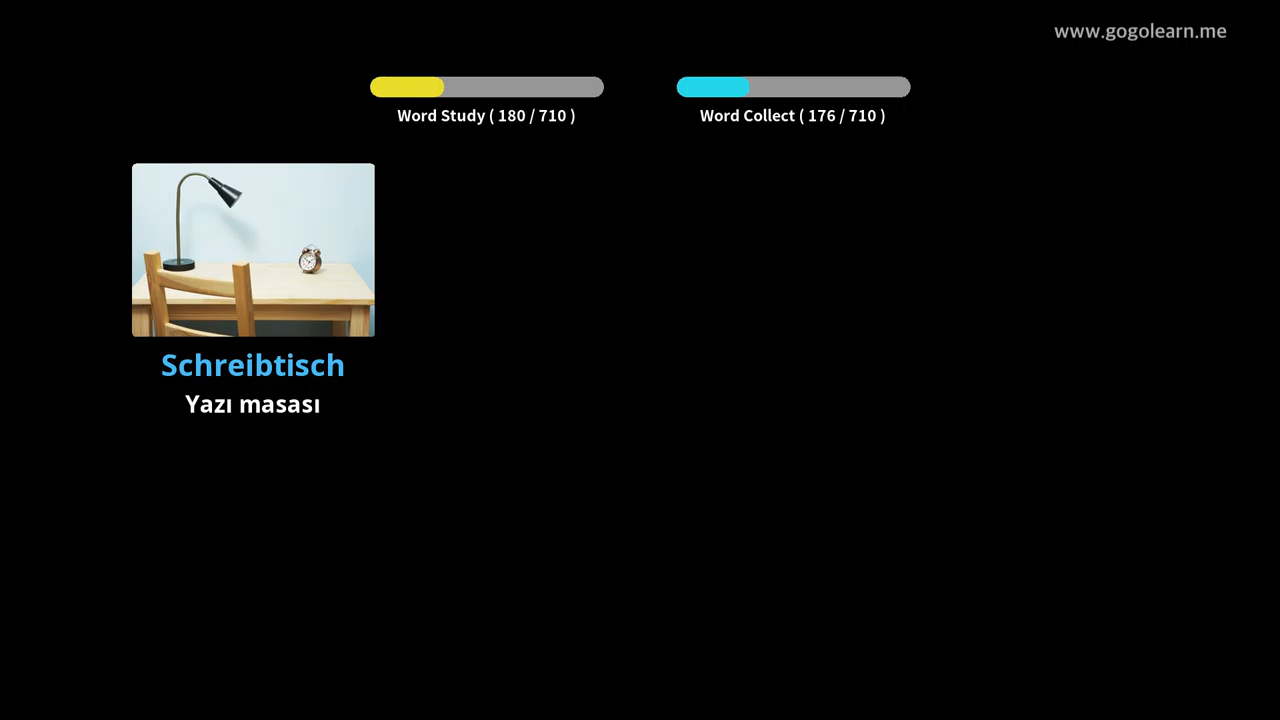 www.gogolearn.me
Word Study ( 180 / 710 )
Word Collect ( 176 / 710 )
Schreibtisch
Yazı masası